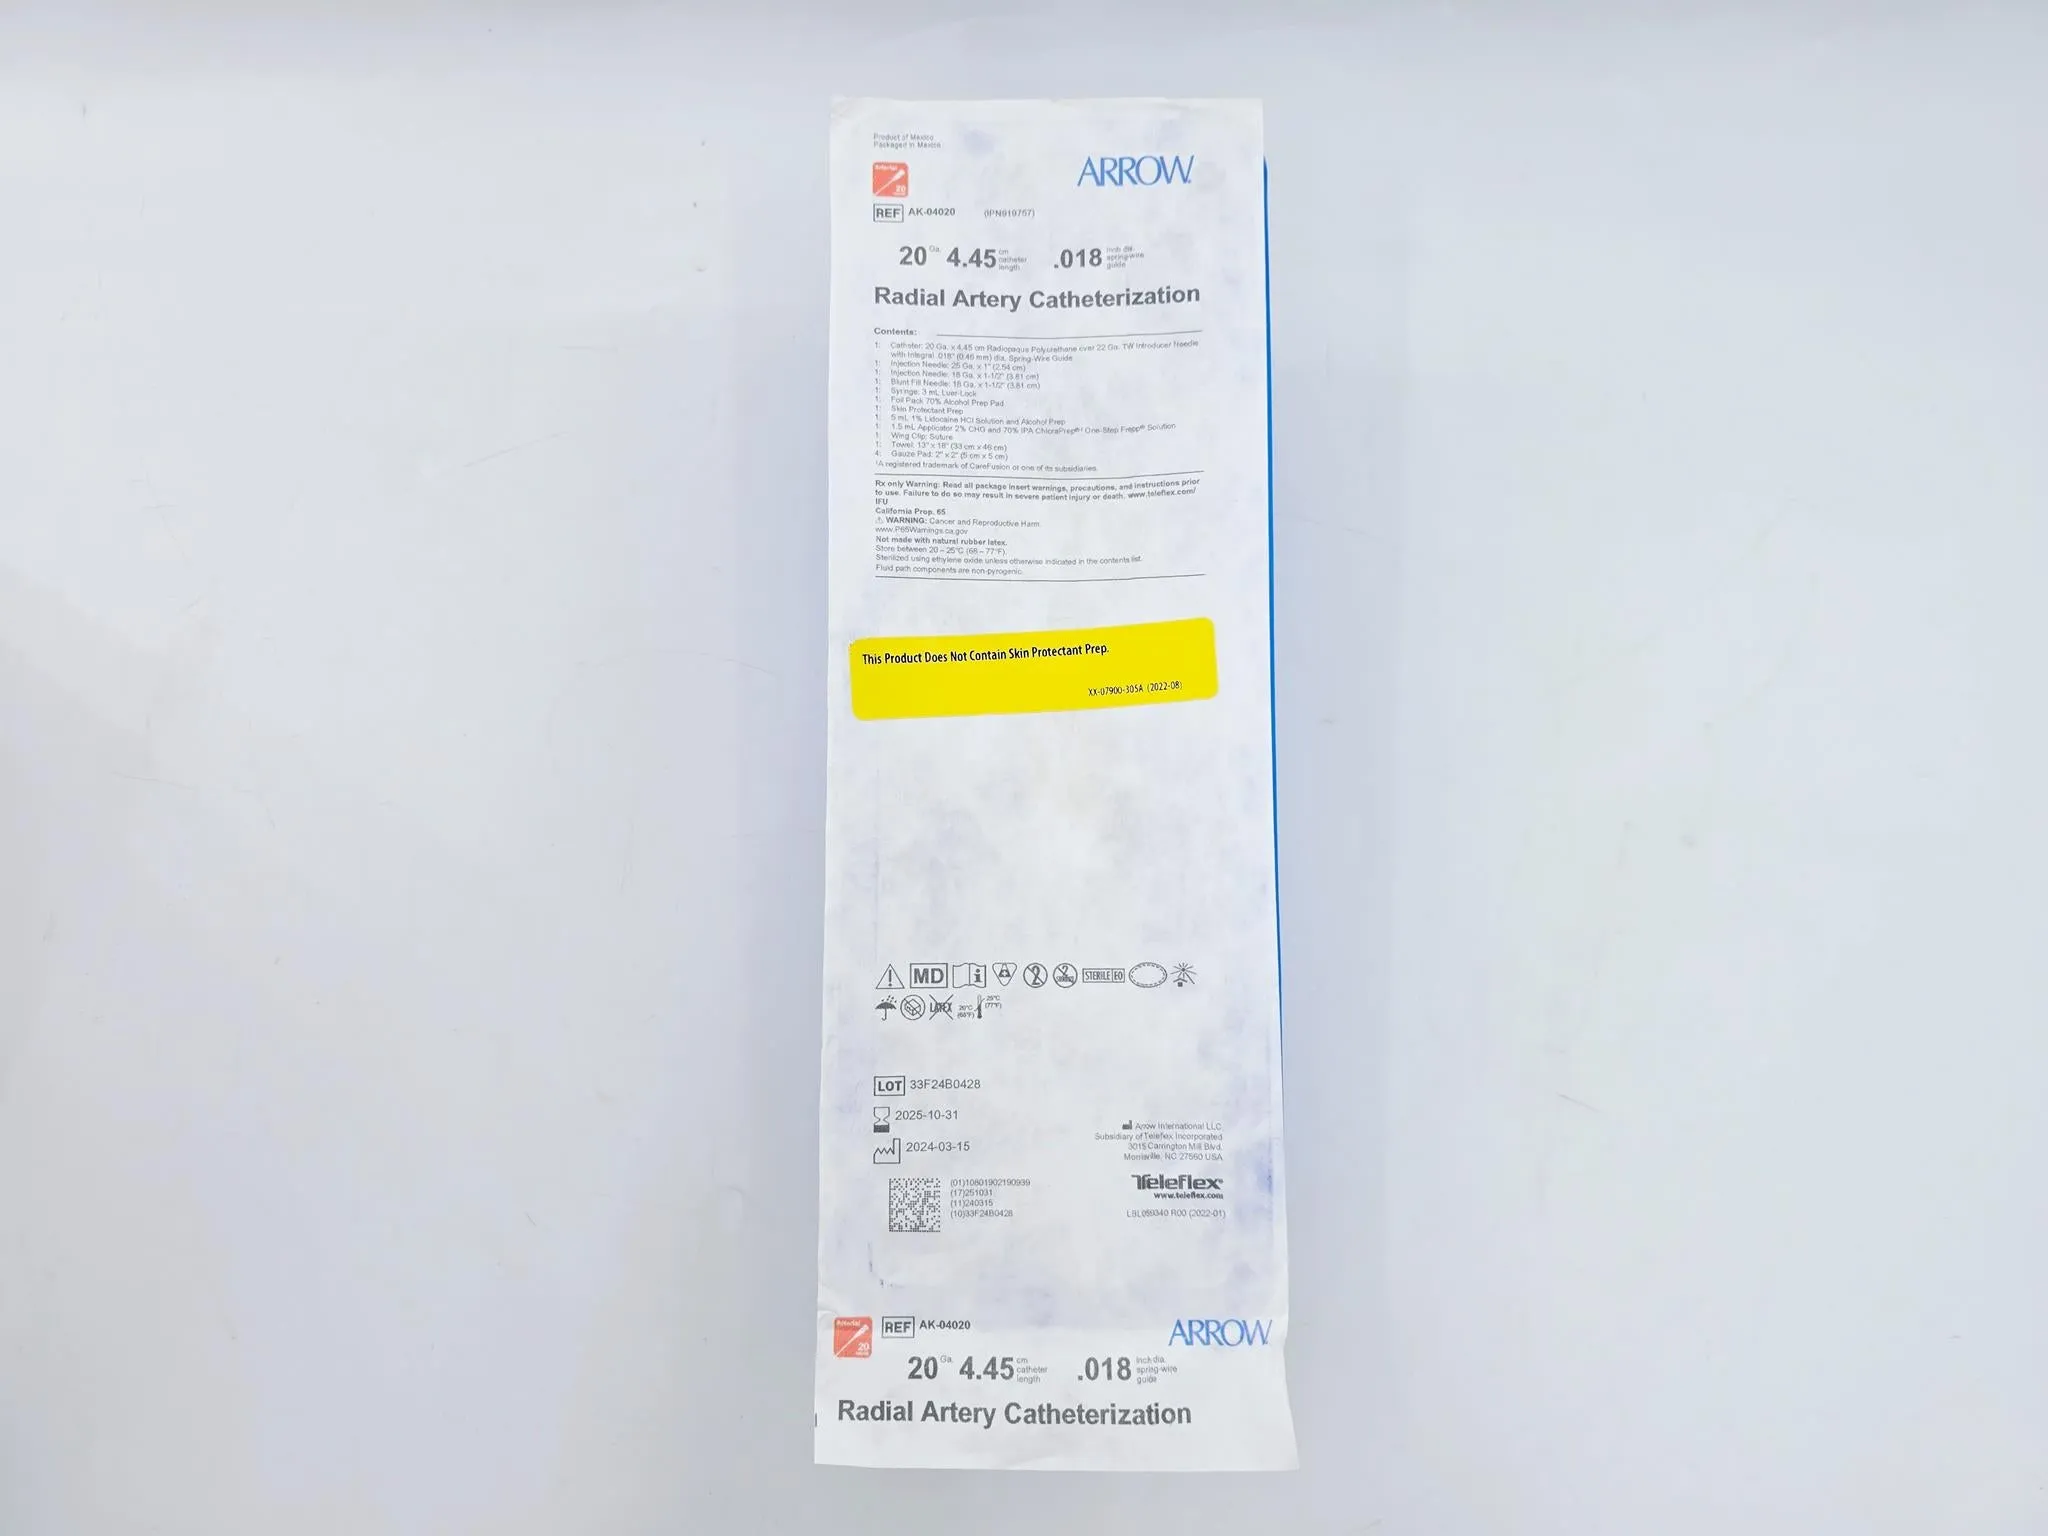 Product of Mexico
Packaged in Mexico
Arterial
20
ARROW
REF AK-04020 (IPN919757)
20 Ga. 4.45 cm catheter length .018 inch dia. spring-wire guide
Radial Artery Catheterization
Contents:
1: Catheter: 20 Ga. x 4.45 cm Radiopaque Polyurethane over 22 Ga. TW Introducer Needle
with Integral .018" (0.46 mm) dia. Spring-Wire Guide
1: Injection Needle: 25 Ga. x 1" (2.54 cm)
1: Injection Needle: 18 Ga. x 1-1/2" (3.81 cm)
1: Blunt Fill Needle: 18 Ga. x 1-1/2" (3.81 cm)
1: Syringe: 3 mL Luer-Lock
1: Foil Pack 70% Alcohol Prep Pad
1: Skin Protectant Prep
1: 5 mL 1% Lidocaine HCl Solution and Alcohol Prep
1: 1.5 mL Applicator 2% CHG and 70% IPA ChloraPrep®¹ One-Step Frepp® Solution
1: Wing Clip: Suture
1: Towel: 13" x 18" (33 cm x 46 cm)
4: Gauze Pad: 2" x 2" (5 cm x 5 cm)
¹A registered trademark of CareFusion or one of its subsidiaries.
Rx only Warning: Read all package insert warnings, precautions, and instructions prior
to use. Failure to do so may result in severe patient injury or death. www.teleflex.com/
IFU
California Prop. 65
⚠ WARNING: Cancer and Reproductive Harm
www.P65Warnings.ca.gov
Not made with natural rubber latex.
Store between 20 – 25°C (68 – 77°F).
Sterilized using ethylene oxide unless otherwise indicated in the contents list.
Fluid path components are non-pyrogenic.
This Product Does Not Contain Skin Protectant Prep.
XX-07900-305A (2022-08)
MD STERILE EO
LATEX 20°C (68°F) 25°C (77°F)
LOT 33F24B0428
2025-10-31
2024-03-15
Arrow International LLC
Subsidiary of Teleflex Incorporated
3015 Carrington Mill Blvd.
Morrisville, NC 27560 USA
(01)10801902190939
(17)251031
(11)240315
(10)33F24B0428
Teleflex®
www.teleflex.com
LBL059340 R00 (2022-01)
Arterial
20
REF AK-04020
ARROW
20 Ga. 4.45 cm catheter length .018 inch dia. spring-wire guide
Radial Artery Catheterization